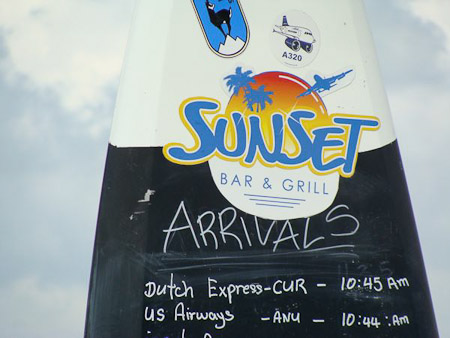 A320
SUNSET
BAR & GRILL
ARRIVALS
Dutch Express-CUR - 10:45 Am
US Airways -ANU - 10:44 :Am